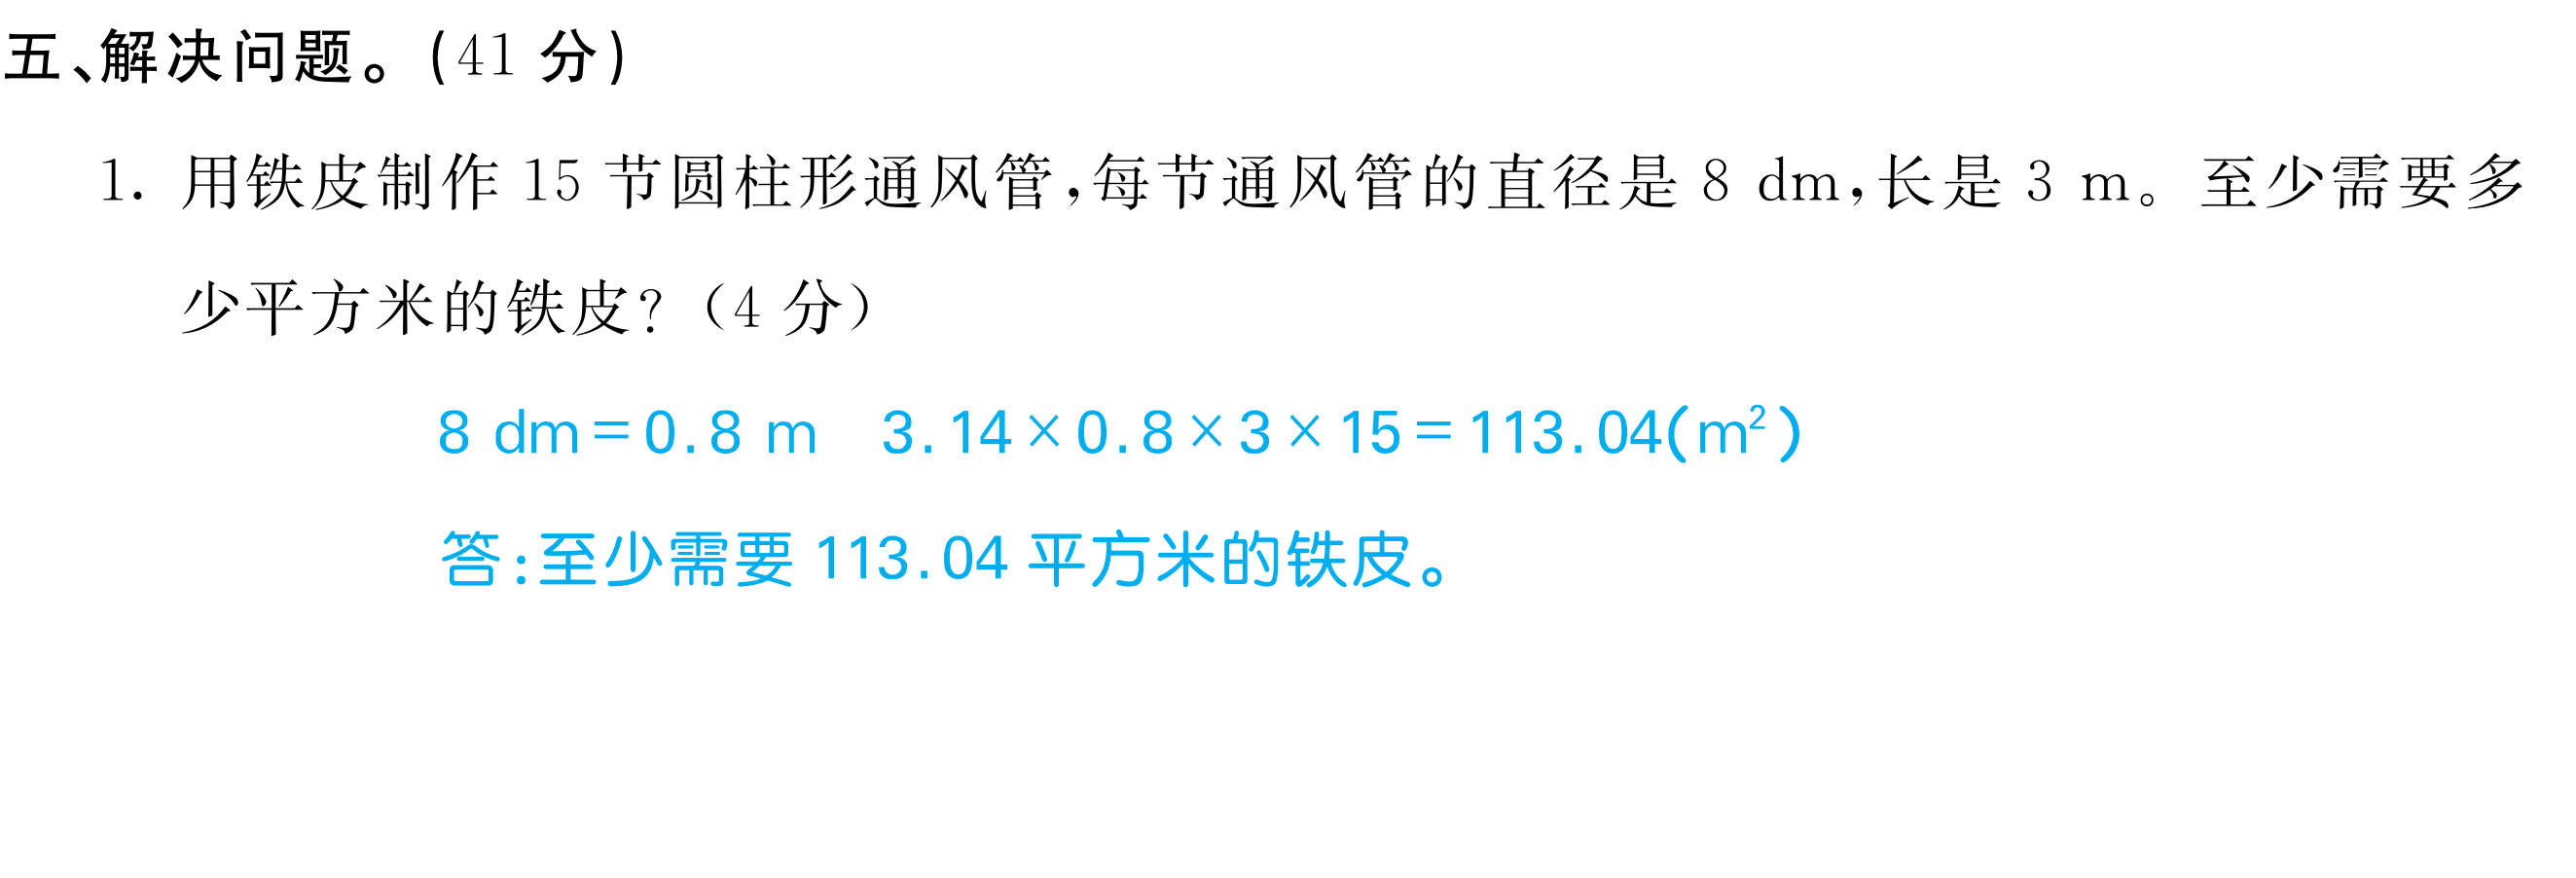 五、解决问题。(41 分)
1. 用铁皮制作 15 节圆柱形通风管,每节通风管的直径是 8 dm,长是 3 m。至少需要多
少平方米的铁皮?(4 分)
8 dm=0.8 m 3.14×0.8×3×15=113.04(m²)
答:至少需要 113.04 平方米的铁皮。